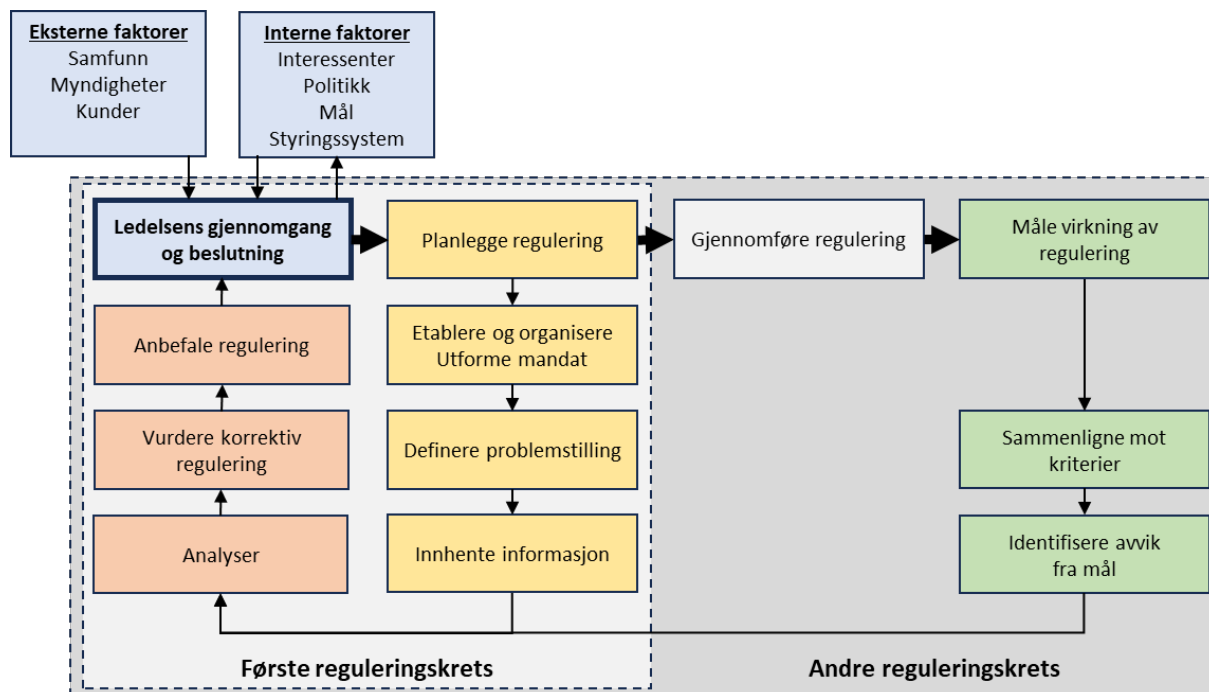 Eksterne faktorer
Samfunn
Myndigheter
Kunder
Interne faktorer
Interessenter
Politikk
Mål
Styringssystem
Ledelsens gjennomgang
og beslutning
Planlegge regulering
Gjennomføre regulering
Måle virkning av
regulering
Anbefale regulering
Etablere og organisere
Utforme mandat
Vurdere korrektiv
regulering
Definere problemstilling
Sammenligne mot
kriterier
Analyser
Innhente informasjon
Identifisere avvik
fra mål
Første reguleringskrets
Andre reguleringskrets